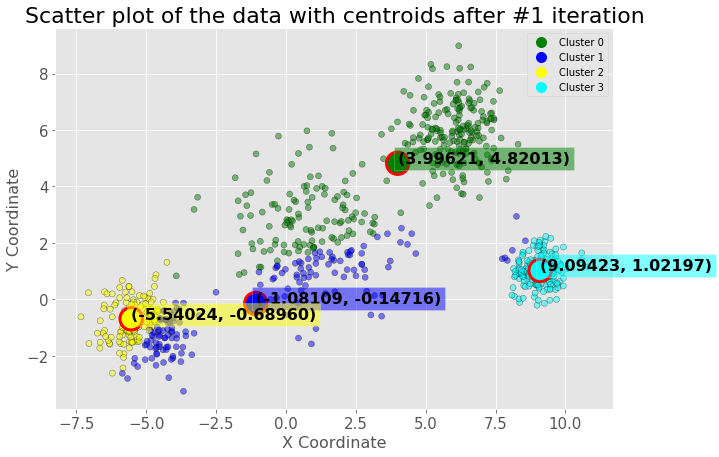 Scatter plot of the data with centroids after #1 iteration
Cluster 0
Cluster 1
Cluster 2
Cluster 3
(3.99621, 4.82013)
(9.09423, 1.02197)
(-1.08109, -0.14716)
(-5.54024, -0.68960)
Y Coordinate
8
6
4
2
0
−2
−7.5 −5.0 −2.5 0.0 2.5 5.0 7.5 10.0
X Coordinate